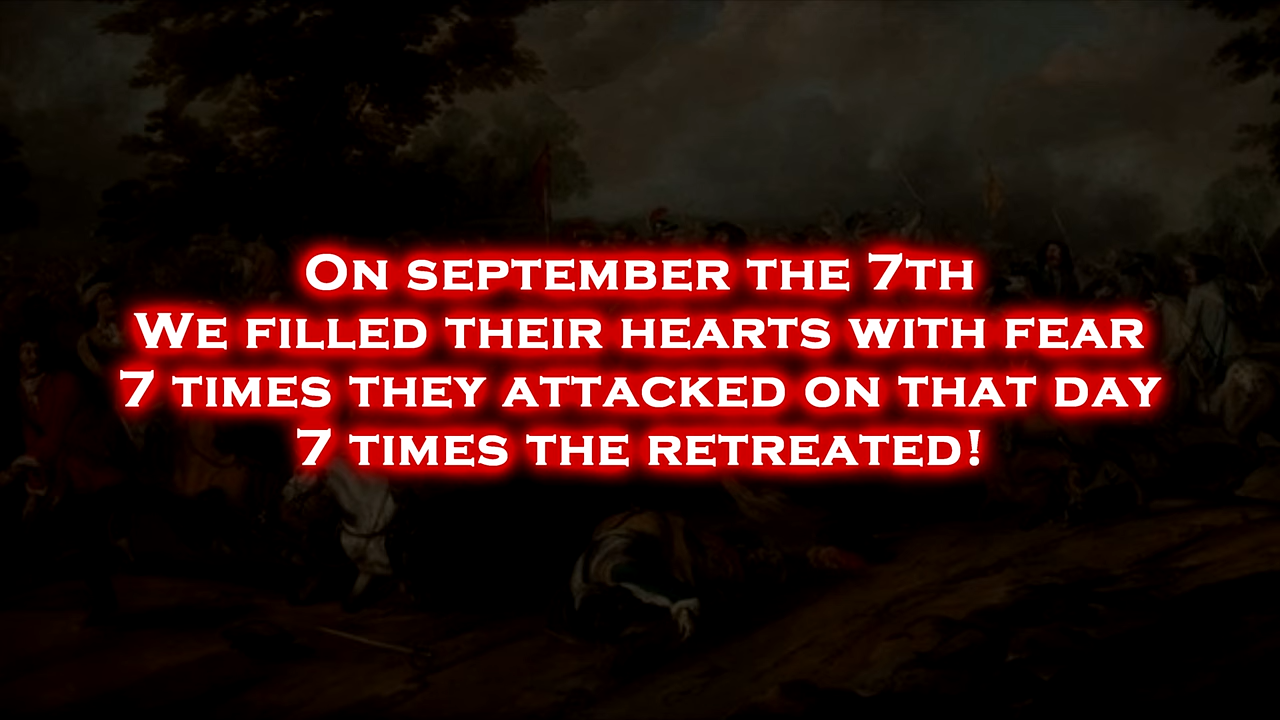 On september the 7th
We filled their hearts with fear
7 times they attacked on that day
7 times the retreated!